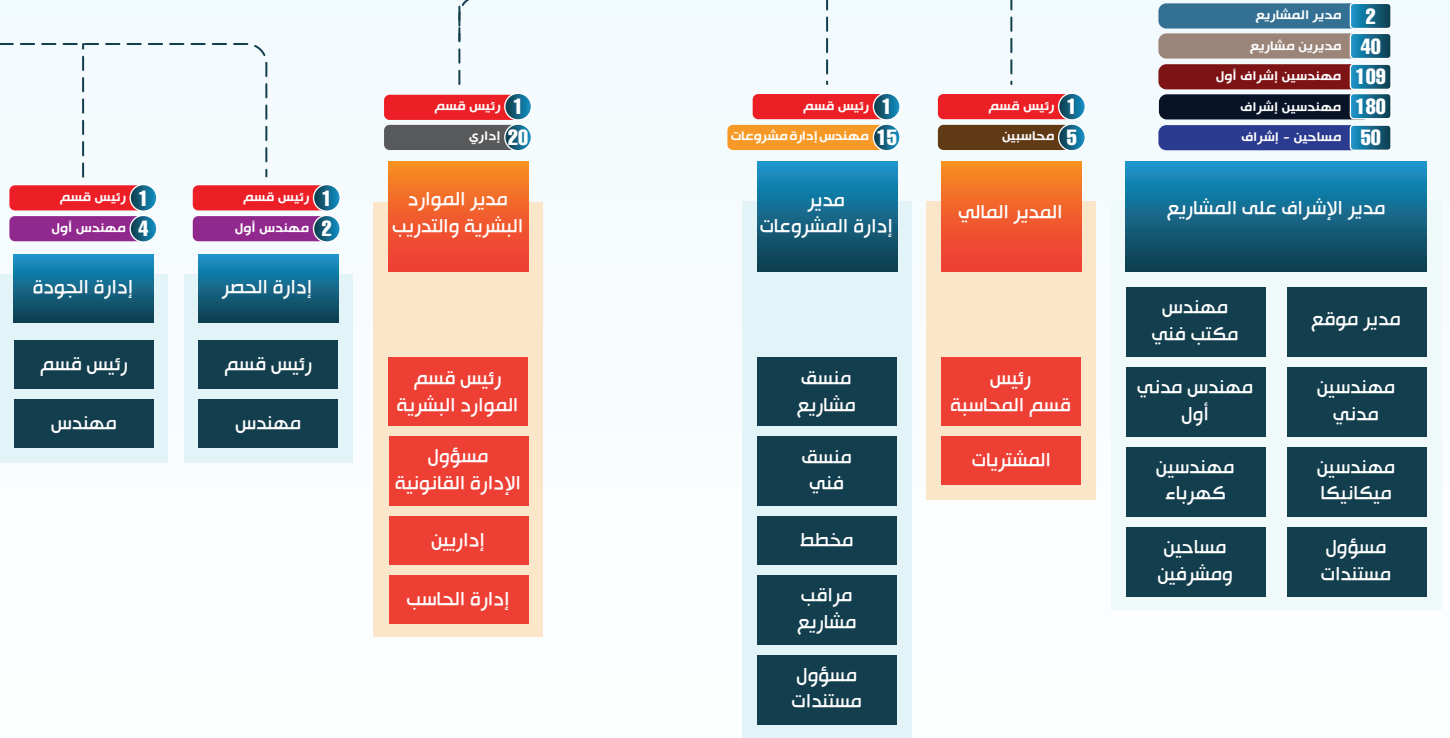 2 مدير المشاريع
40 مديرين مشاريع
109 مهندسين إشراف أول
180 مهندسين إشراف
50 مساحين - إشراف
مدير الإشراف على المشاريع
مدير موقع
مهندس
مكتب فني
مهندسين
مدني
مهندس مدني
أول
مهندسين
ميكانيكا
مهندسين
كهرباء
مسؤول
مستندات
مساحين
ومشرفين
1 رئيس قسم
5 محاسبين
المدير المالي
رئيس
قسم المحاسبة
المشتريات
1 رئيس قسم
15 مهندس إدارة مشروعات
مدير
إدارة المشروعات
منسق
مشاريع
منسق
فني
مخطط
مراقب
مشاريع
مسؤول
مستندات
1 رئيس قسم
20 إداري
مدير الموارد
البشرية والتدريب
رئيس قسم
الموارد البشرية
مسؤول
الإدارة القانونية
إداريين
إدارة الحاسب
1 رئيس قسم
2 مهندس أول
إدارة الحصر
رئيس قسم
مهندس
1 رئيس قسم
4 مهندس أول
إدارة الجودة
رئيس قسم
مهندس